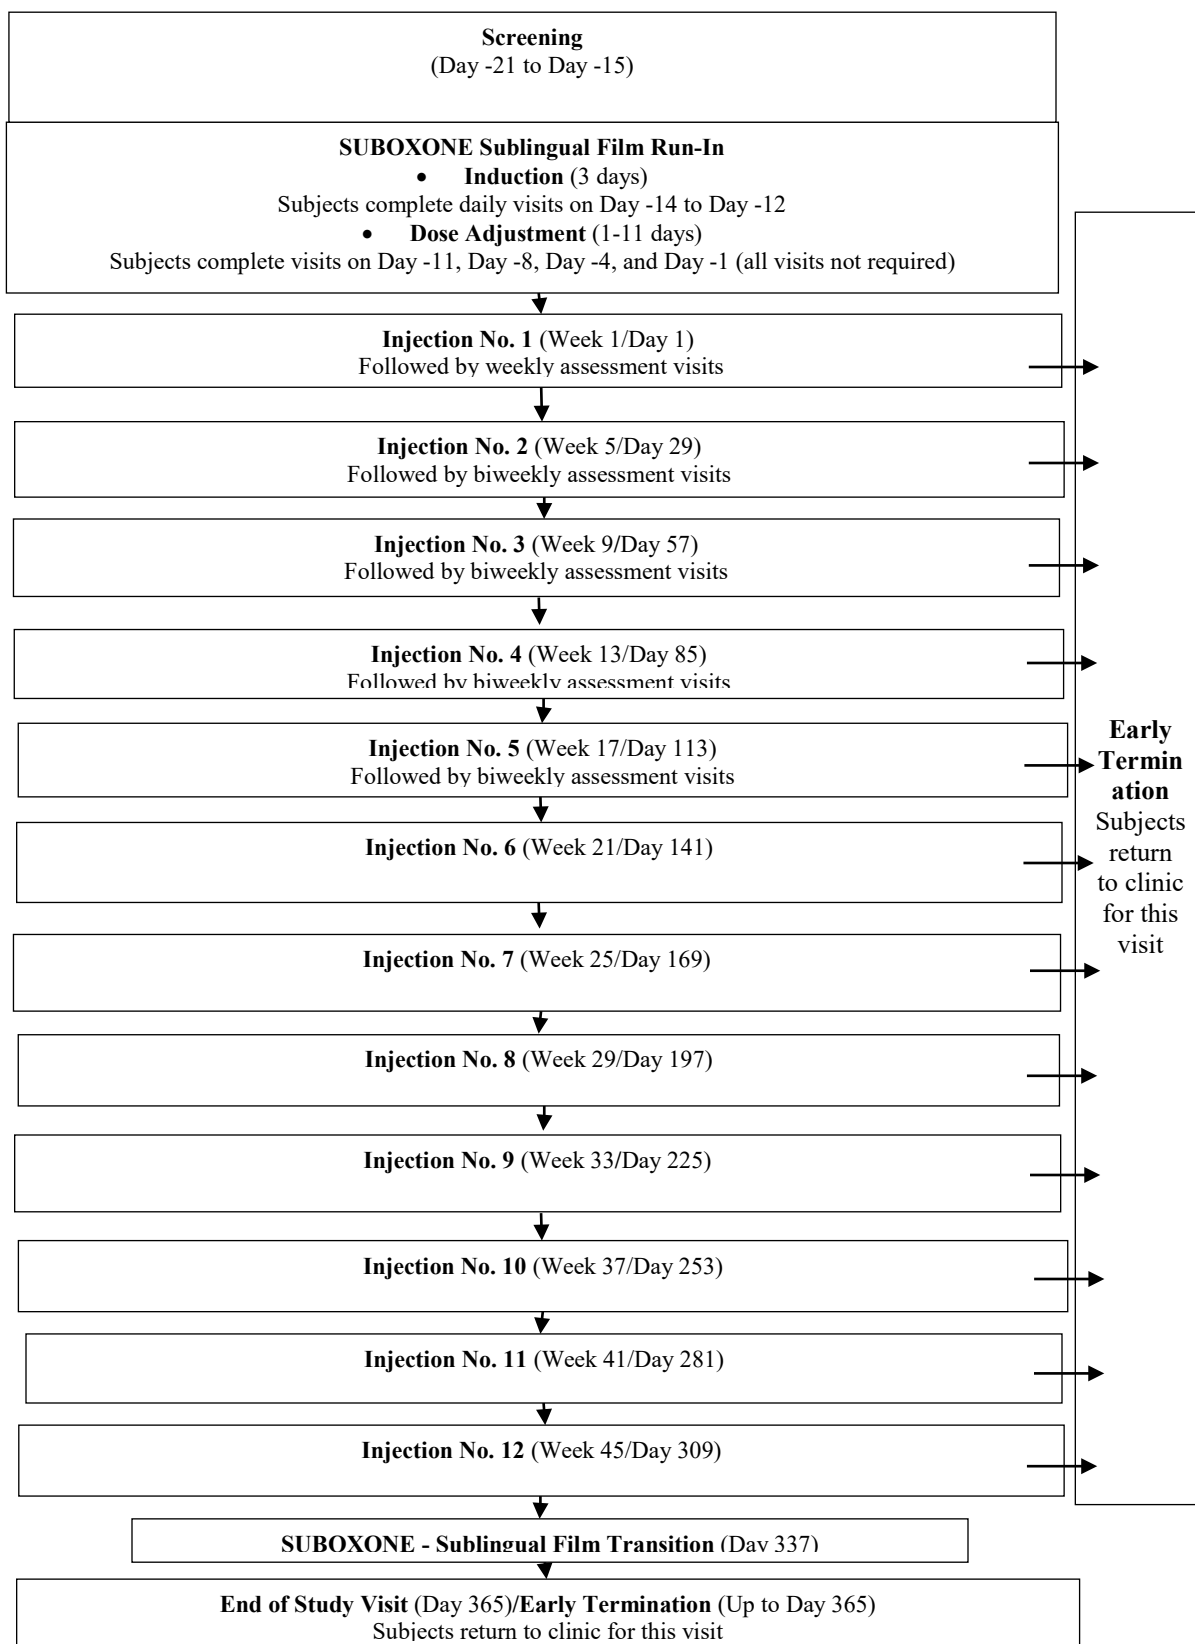 Screening
(Day -21 to Day -15)
SUBOXONE Sublingual Film Run-In
• Induction (3 days)
Subjects complete daily visits on Day -14 to Day -12
• Dose Adjustment (1-11 days)
Subjects complete visits on Day -11, Day -8, Day -4, and Day -1 (all visits not required)
Injection No. 1 (Week 1/Day 1)
Followed by weekly assessment visits
Injection No. 2 (Week 5/Day 29)
Followed by biweekly assessment visits
Injection No. 3 (Week 9/Day 57)
Followed by biweekly assessment visits
Injection No. 4 (Week 13/Day 85)
Followed by biweekly assessment visits
Injection No. 5 (Week 17/Day 113)
Followed by biweekly assessment visits
Injection No. 6 (Week 21/Day 141)
Injection No. 7 (Week 25/Day 169)
Injection No. 8 (Week 29/Day 197)
Injection No. 9 (Week 33/Day 225)
Injection No. 10 (Week 37/Day 253)
Injection No. 11 (Week 41/Day 281)
Injection No. 12 (Week 45/Day 309)
SUBOXONE - Sublingual Film Transition (Day 337)
End of Study Visit (Day 365)/Early Termination (Up to Day 365)
Subjects return to clinic for this visit
Early
Termin
ation
Subjects
return
to clinic
for this
visit